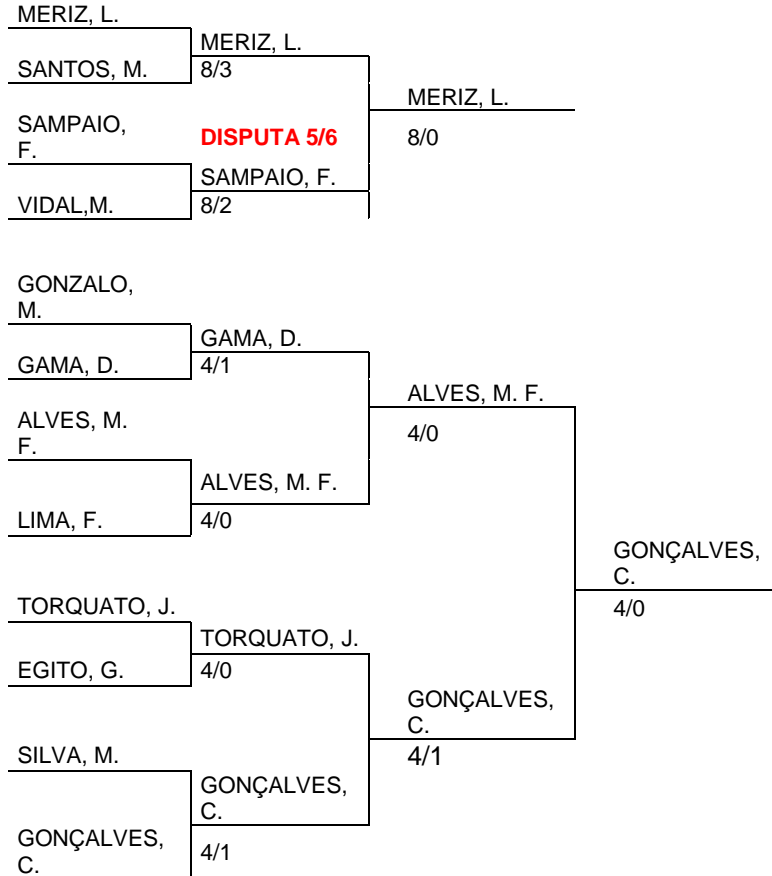 MERIZ, L.
MERIZ, L.
SANTOS, M.
8/3
MERIZ, L.
SAMPAIO,
F.
DISPUTA 5/6
8/0
SAMPAIO, F.
VIDAL,M.
8/2
GONZALO,
M.
GAMA, D.
GAMA, D.
4/1
ALVES, M. F.
ALVES, M.
F.
4/0
ALVES, M. F.
LIMA, F.
4/0
GONÇALVES,
C.
TORQUATO, J.
4/0
TORQUATO, J.
EGITO, G.
4/0
GONÇALVES,
C.
SILVA, M.
4/1
GONÇALVES,
C.
GONÇALVES,
C.
4/1